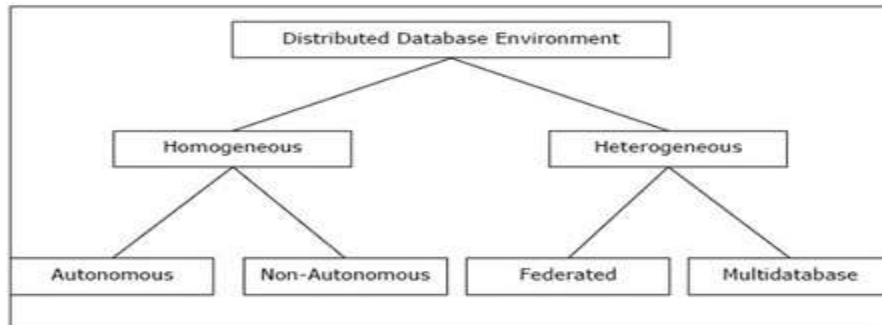 Distributed Database Environment
Homogeneous
Heterogeneous
Autonomous
Non-Autonomous
Federated
Multidatabase